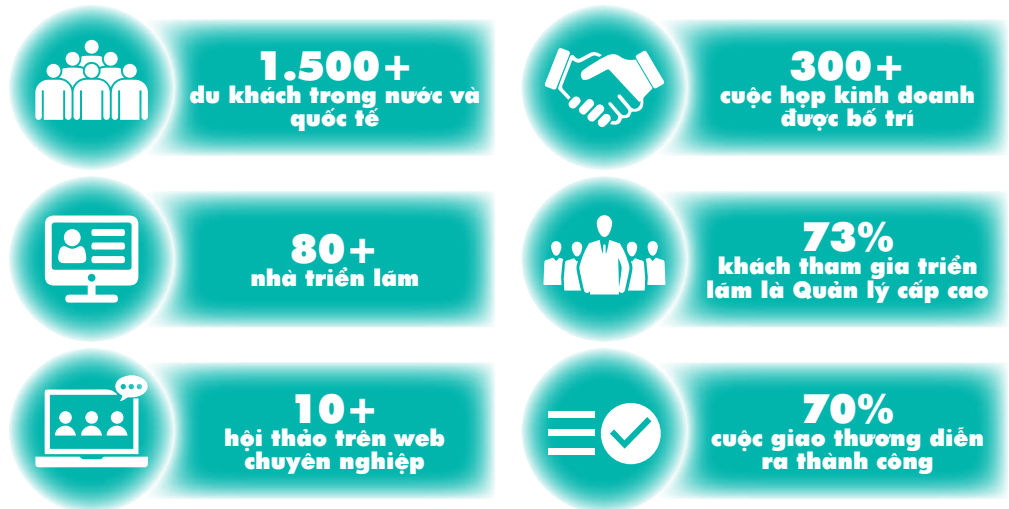 1.500+
du khách trong nước và
quốc tế
300+
cuộc họp kinh doanh
được bố trí
80+
nhà triển lãm
73%
khách tham gia triển
lãm là Quản lý cấp cao
10+
hội thảo trên web
chuyên nghiệp
70%
cuộc giao thương diễn
ra thành công